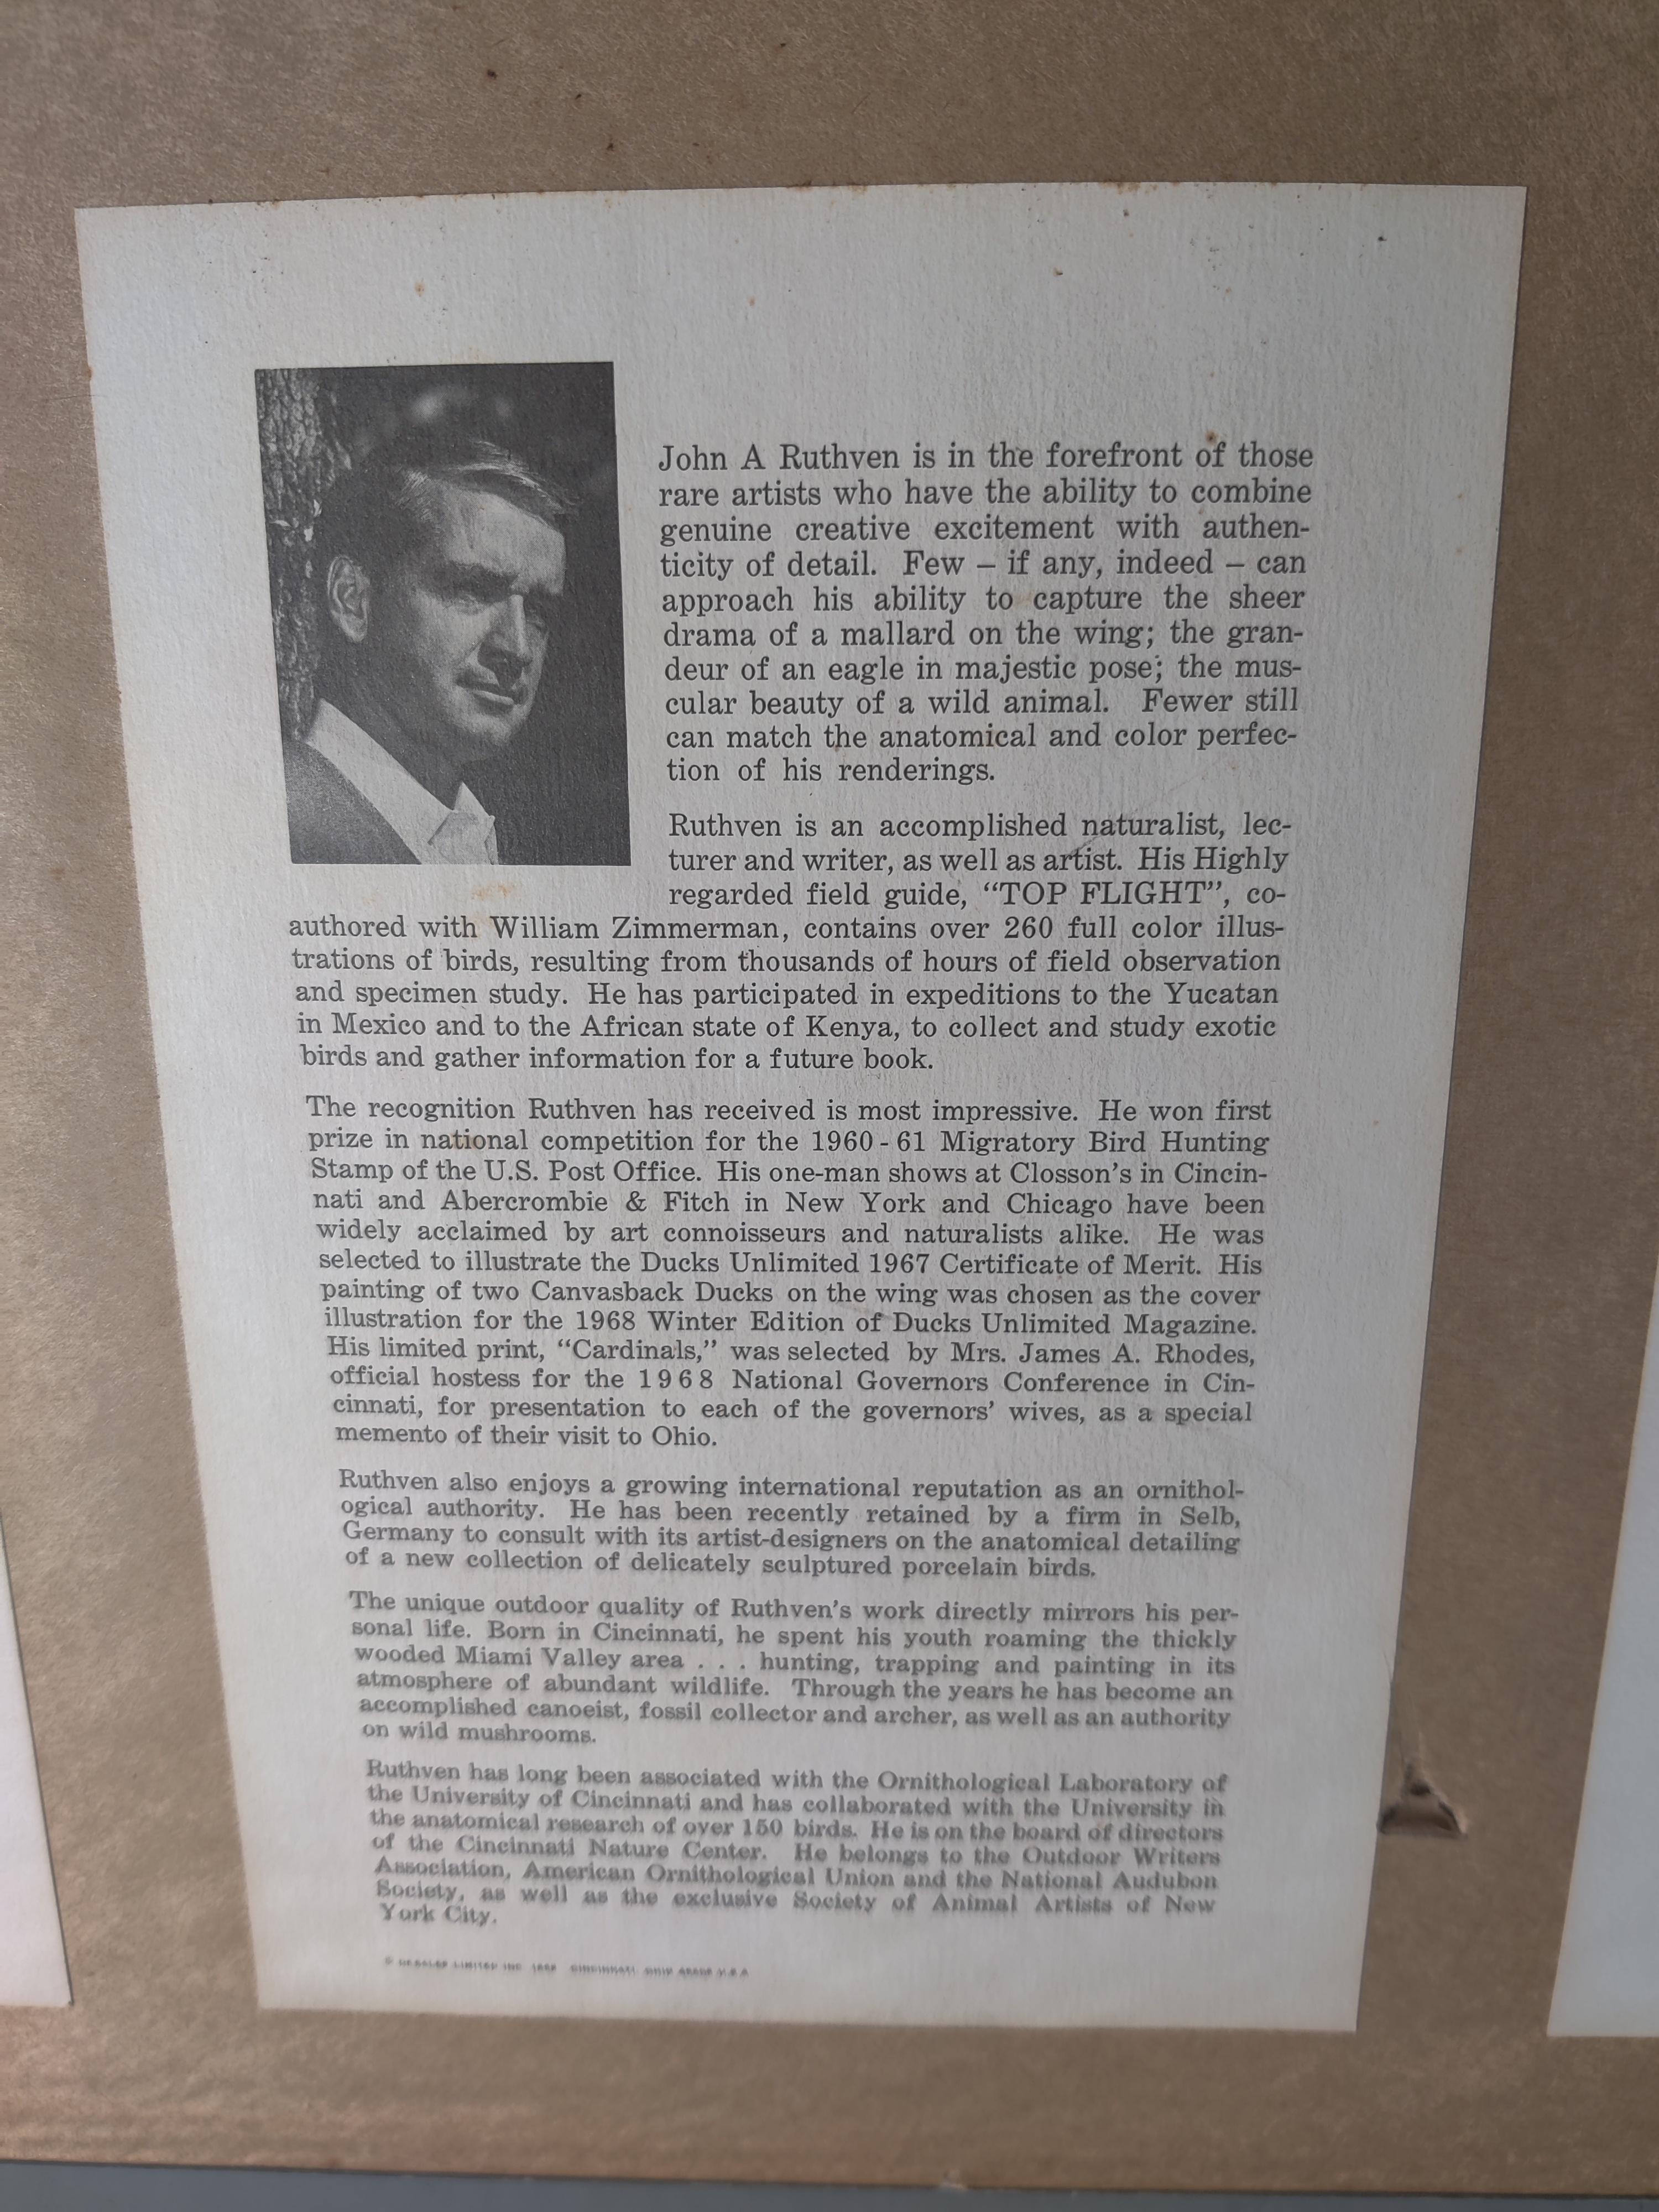 John A Ruthven is in the forefront of those
rare artists who have the ability to combine
genuine creative excitement with authen-
ticity of detail. Few – if any, indeed – can
approach his ability to capture the sheer
drama of a mallard on the wing; the gran-
deur of an eagle in majestic pose; the mus-
cular beauty of a wild animal. Fewer still
can match the anatomical and color perfec-
tion of his renderings.
Ruthven is an accomplished naturalist, lec-
turer and writer, as well as artist. His Highly
regarded field guide, “TOP FLIGHT”, co-
authored with William Zimmerman, contains over 260 full color illus-
trations of birds, resulting from thousands of hours of field observation
and specimen study. He has participated in expeditions to the Yucatan
in Mexico and to the African state of Kenya, to collect and study exotic
birds and gather information for a future book.
The recognition Ruthven has received is most impressive. He won first
prize in national competition for the 1960-61 Migratory Bird Hunting
Stamp of the U.S. Post Office. His one-man shows at Closson’s in Cincin-
nati and Abercrombie & Fitch in New York and Chicago have been
widely acclaimed by art connoisseurs and naturalists alike. He was
selected to illustrate the Ducks Unlimited 1967 Certificate of Merit. His
painting of two Canvasback Ducks on the wing was chosen as the cover
illustration for the 1968 Winter Edition of Ducks Unlimited Magazine.
His limited print, “Cardinals,” was selected by Mrs. James A. Rhodes,
official hostess for the 1968 National Governors Conference in Cin-
cinnati, for presentation to each of the governors’ wives, as a special
memento of their visit to Ohio.
Ruthven also enjoys a growing international reputation as an ornithol-
ogical authority. He has been recently retained by a firm in Selb,
Germany to consult with its artist-designers on the anatomical detailing
of a new collection of delicately sculptured porcelain birds.
The unique outdoor quality of Ruthven’s work directly mirrors his per-
sonal life. Born in Cincinnati, he spent his youth roaming the thickly
wooded Miami Valley area . . . hunting, trapping and painting in its
atmosphere of abundant wildlife. Through the years he has become an
accomplished canoeist, fossil collector and archer, as well as an authority
on wild mushrooms.
Ruthven has long been associated with the Ornithological Laboratory of
the University of Cincinnati and has collaborated with the University in
the anatomical research of over 150 birds. He is on the board of directors
of the Cincinnati Nature Center. He belongs to the Outdoor Writers
Association, American Ornithological Union and the National Audubon
Society, as well as the exclusive Society of Animal Artists of New
York City.
LIMITED INC CINCINNATI, OHIO U.S.A